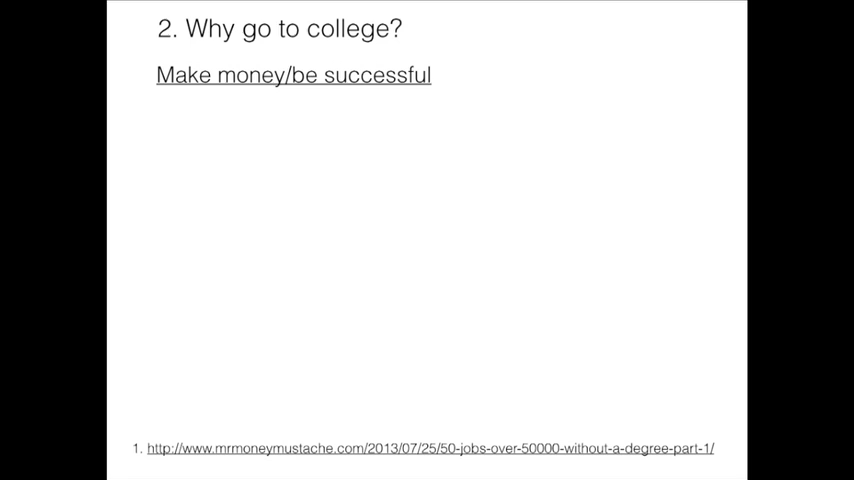 2. Why go to college?
Make money/be successful
1. http://www.mrmoneymustache.com/2013/07/25/50-jobs-over-50000-without-a-degree-part-1/